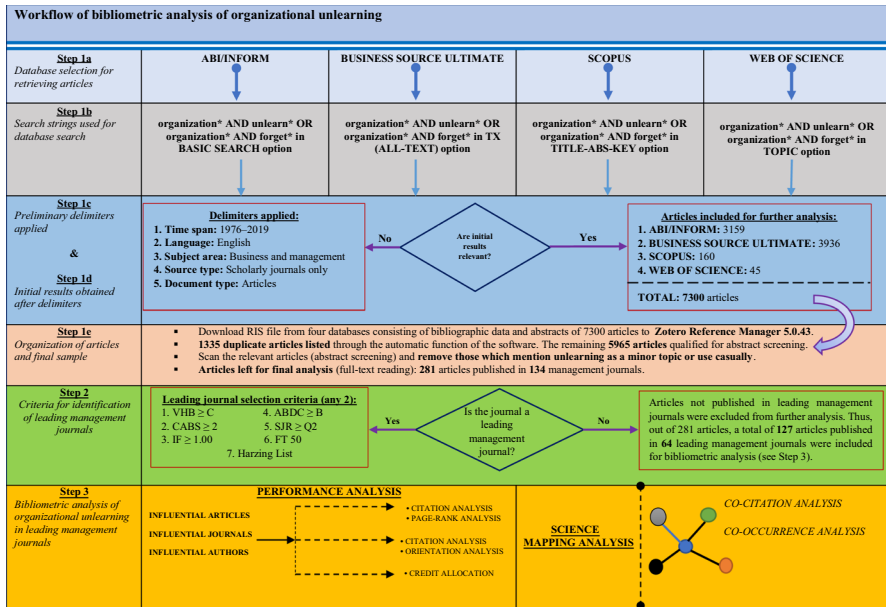 Workflow of bibliometric analysis of organizational unlearning
Step 1a
Database selection for
retrieving articles
ABI/INFORM
BUSINESS SOURCE ULTIMATE
SCOPUS
WEB OF SCIENCE
Step 1b
Search strings used for
database search
organization* AND unlearn* OR
organization* AND forget* in
BASIC SEARCH option
organization* AND unlearn* OR
organization* AND forget* in TX
(ALL-TEXT) option
organization* AND unlearn* OR
organization* AND forget* in
TITLE-ABS-KEY option
organization* AND unlearn* OR
organization* AND forget* in
TOPIC option
Step 1c
Preliminary delimiters
applied
&
Step 1d
Initial results obtained
after delimiters
Delimiters applied:
1. Time span: 1976–2019
2. Language: English
3. Subject area: Business and management
4. Source type: Scholarly journals only
5. Document type: Articles
No
Are initial
results
relevant?
Yes
Articles included for further analysis:
1. ABI/INFORM: 3159
2. BUSINESS SOURCE ULTIMATE: 3936
3. SCOPUS: 160
4. WEB OF SCIENCE: 45
TOTAL: 7300 articles
Step 1e
Organization of articles
and final sample
▪ Download RIS file from four databases consisting of bibliographic data and abstracts of 7300 articles to Zotero Reference Manager 5.0.43.
▪ 1335 duplicate articles listed through the automatic function of the software. The remaining 5965 articles qualified for abstract screening.
▪ Scan the relevant articles (abstract screening) and remove those which mention unlearning as a minor topic or use casually.
▪ Articles left for final analysis (full-text reading): 281 articles published in 134 management journals.
Step 2
Criteria for identification
of leading management
journals
Leading journal selection criteria (any 2):
1. VHB ≥ C 4. ABDC ≥ B
2. CABS ≥ 2 5. SJR ≥ Q2
3. IF ≥ 1.00 6. FT 50
7. Harzing List
Yes
Is the journal a
leading
management
journal?
No
Articles not published in leading management
journals were excluded from further analysis. Thus,
out of 281 articles, a total of 127 articles published
in 64 leading management journals were included
for bibliometric analysis (see Step 3).
Step 3
Bibliometric analysis of
organizational unlearning
in leading management
journals
PERFORMANCE ANALYSIS
INFLUENTIAL ARTICLES
INFLUENTIAL JOURNALS
INFLUENTIAL AUTHORS
• CITATION ANALYSIS
• PAGE-RANK ANALYSIS
• CITATION ANALYSIS
• ORIENTATION ANALYSIS
• CREDIT ALLOCATION
SCIENCE
MAPPING ANALYSIS
CO-CITATION ANALYSIS
CO-OCCURRENCE ANALYSIS